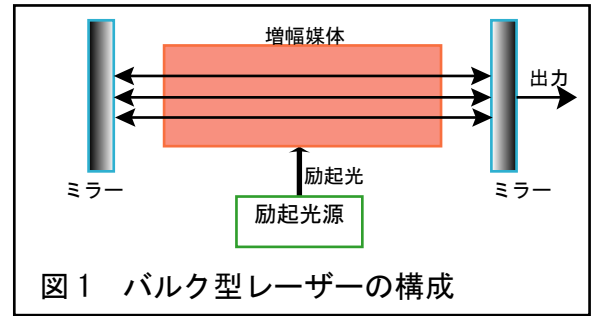 増幅媒体
出力
励起光
ミラー
ミラー
励起光源
図1 バルク型レーザーの構成